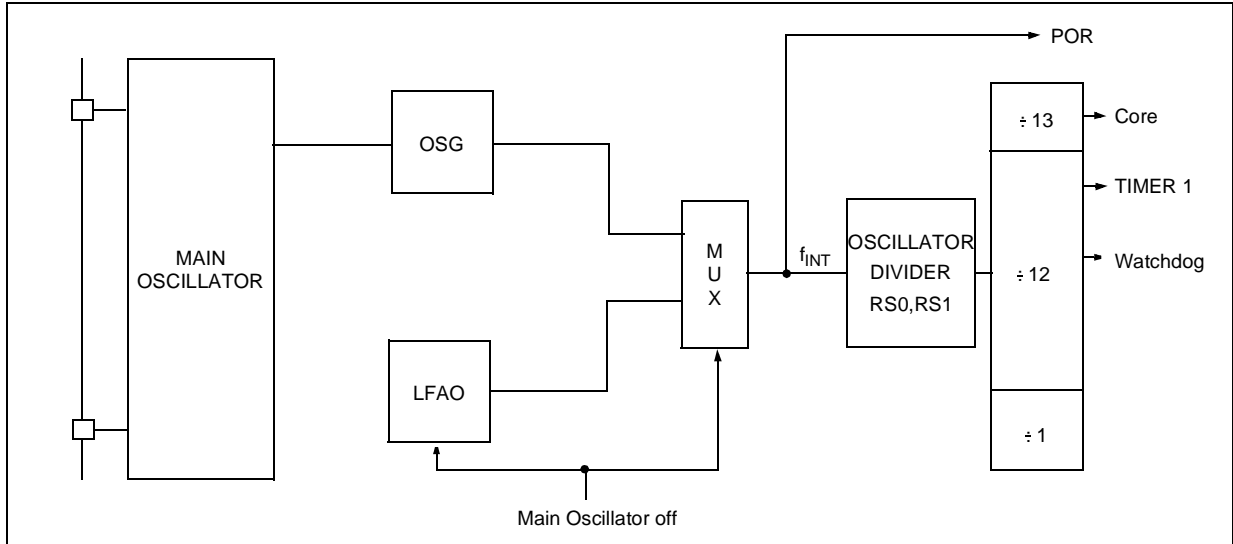 POR
÷13
Core
OSG
TIMER 1
MAIN
OSCILLATOR
M
U
X
fINT
OSCILLATOR
DIVIDER
RS0,RS1
÷12
Watchdog
LFAO
÷1
Main Oscillator off